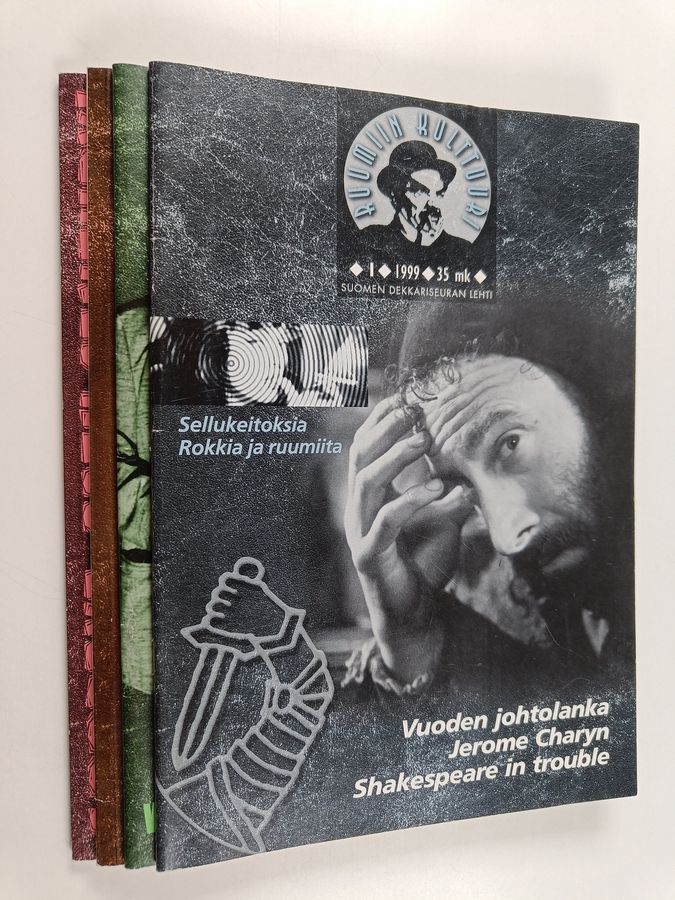 RUUMIIN KULTTUURI
◆ 1 ◆ 1999 ◆ 35 mk ◆
SUOMEN DEKKARISEURAN LEHTI
Sellukeitoksia
Rokkia ja ruumiita
Vuoden johtolanka
Jerome Charyn
Shakespeare in trouble